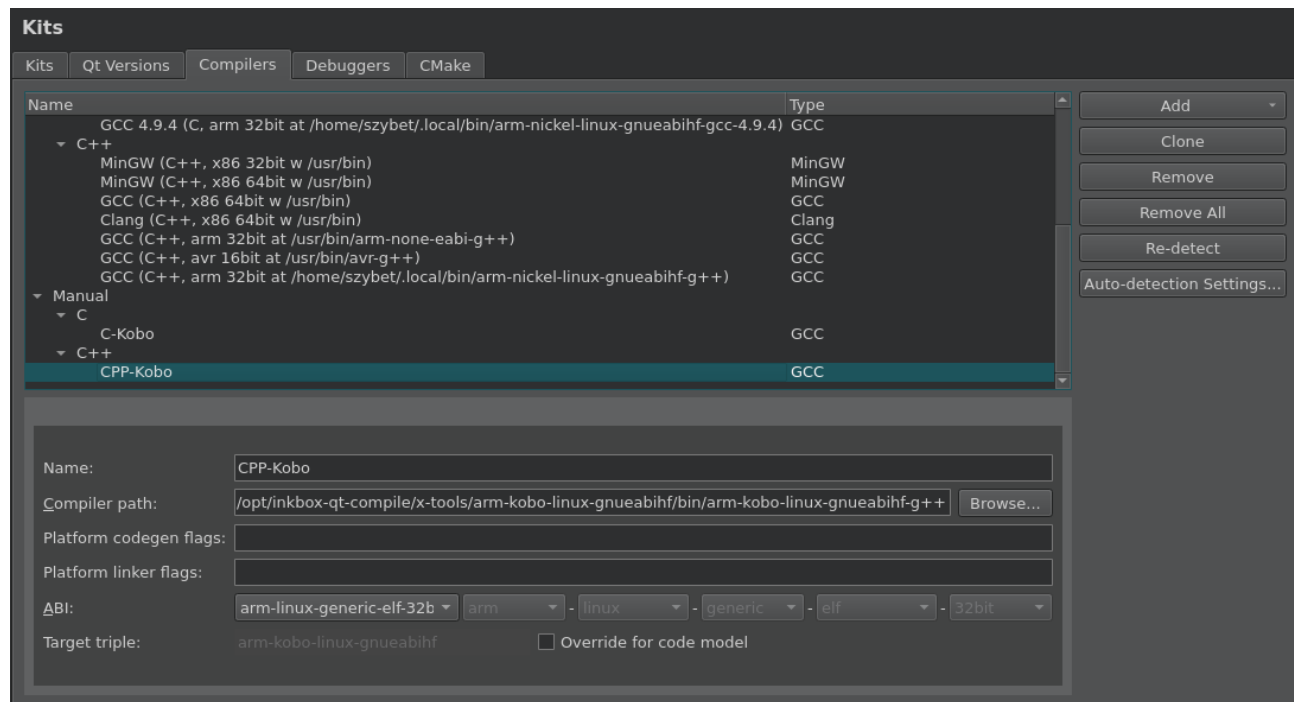 Kits
Kits Qt Versions Compilers Debuggers CMake
Name Type
GCC 4.9.4 (C, arm 32bit at /home/szybet/.local/bin/arm-nickel-linux-gnueabihf-gcc-4.9.4) GCC
C++
MinGW (C++, x86 32bit w /usr/bin) MinGW
MinGW (C++, x86 64bit w /usr/bin) MinGW
GCC (C++, x86 64bit w /usr/bin) GCC
Clang (C++, x86 64bit w /usr/bin) Clang
GCC (C++, arm 32bit at /usr/bin/arm-none-eabi-g++) GCC
GCC (C++, avr 16bit at /usr/bin/avr-g++) GCC
GCC (C++, arm 32bit at /home/szybet/.local/bin/arm-nickel-linux-gnueabihf-g++) GCC
Manual
C
C-Kobo GCC
C++
CPP-Kobo GCC
Add
Clone
Remove
Remove All
Re-detect
Auto-detection Settings...
Name: CPP-Kobo
Compiler path: /opt/inkbox-qt-compile/x-tools/arm-kobo-linux-gnueabihf/bin/arm-kobo-linux-gnueabihf-g++ Browse...
Platform codegen flags:
Platform linker flags:
ABI: arm-linux-generic-elf-32b arm - linux - generic - elf - 32bit
Target triple: arm-kobo-linux-gnueabihf Override for code model